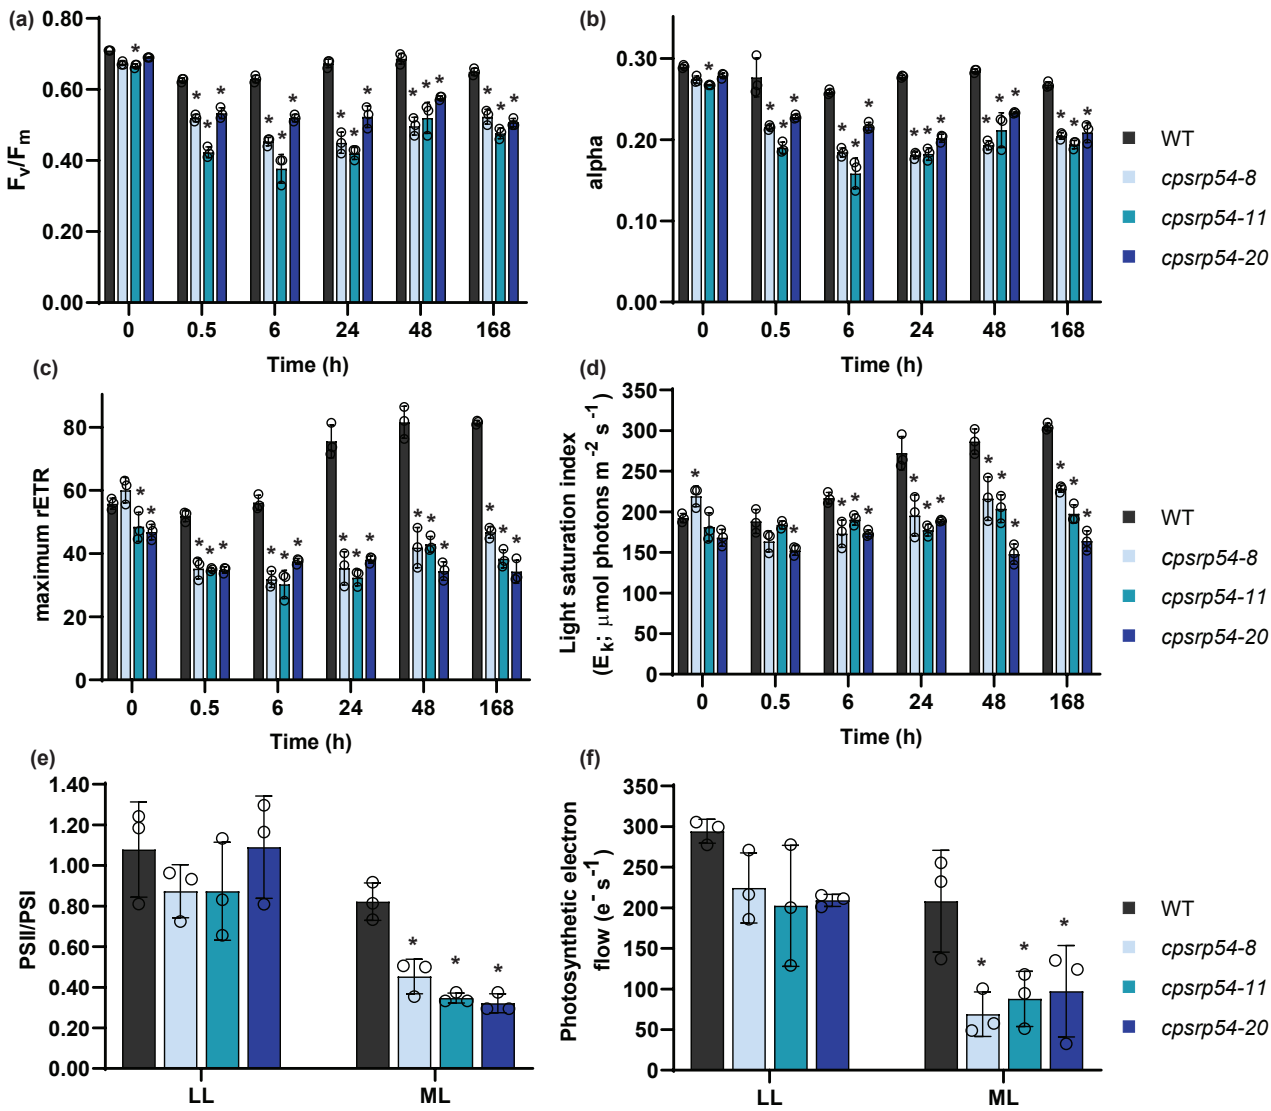 (a)
0.80
0.60
0.40
0.20
0.00
Fv/Fm
0 0.5 6 24 48 168
Time (h)
(b)
0.30
0.20
0.10
0.00
alpha
0 0.5 6 24 48 168
Time (h)
WT
cpsrp54-8
cpsrp54-11
cpsrp54-20
(c)
80
60
40
20
0
maximum rETR
0 0.5 6 24 48 168
Time (h)
(d)
350
300
250
200
150
100
50
0
Light saturation index
(Ek; μmol photons m-2 s-1)
0 0.5 6 24 48 168
Time (h)
WT
cpsrp54-8
cpsrp54-11
cpsrp54-20
(e)
1.40
1.20
1.00
0.80
0.60
0.40
0.20
0.00
PSII/PSI
LL ML
(f)
350
300
250
200
150
100
50
0
Photosynthetic electron
flow (e- s-1)
LL ML
WT
cpsrp54-8
cpsrp54-11
cpsrp54-20